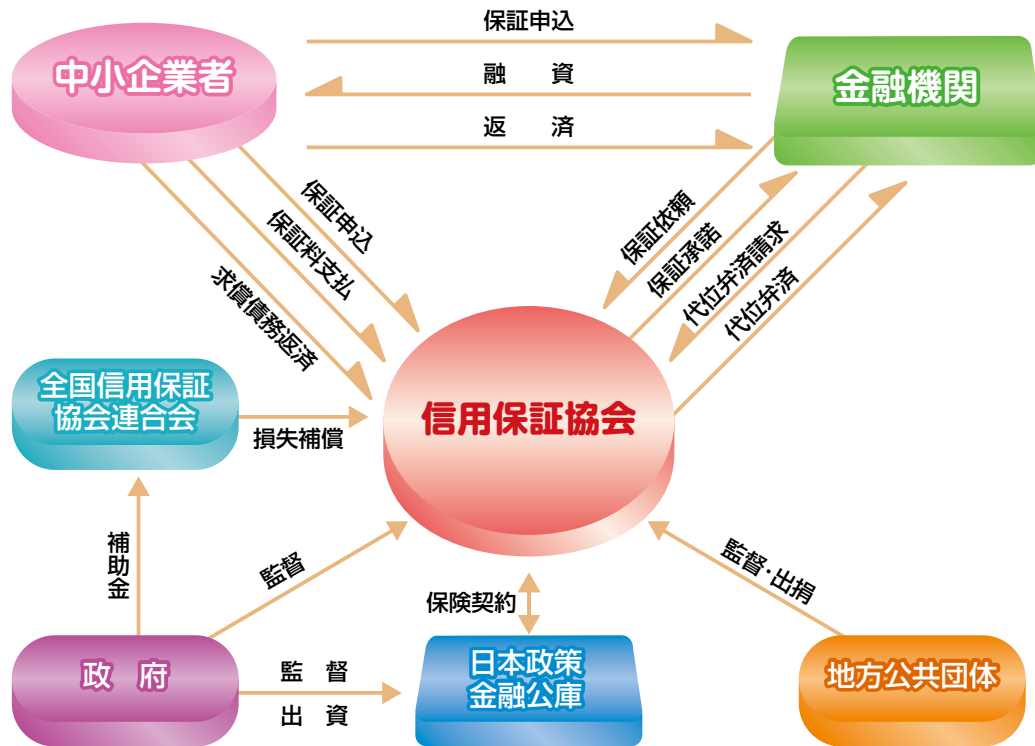 保証申込
中小企業者
融　資
金融機関
返　済
保証申込
保証料支払
求償債務返済
保証依頼
保証承諾
代位弁済請求
代位弁済
全国信用保証
協会連合会
損失補償
信用保証協会
補助金
監督
保険契約
監督・出捐
政　府
監　督
出　資
日本政策
金融公庫
地方公共団体